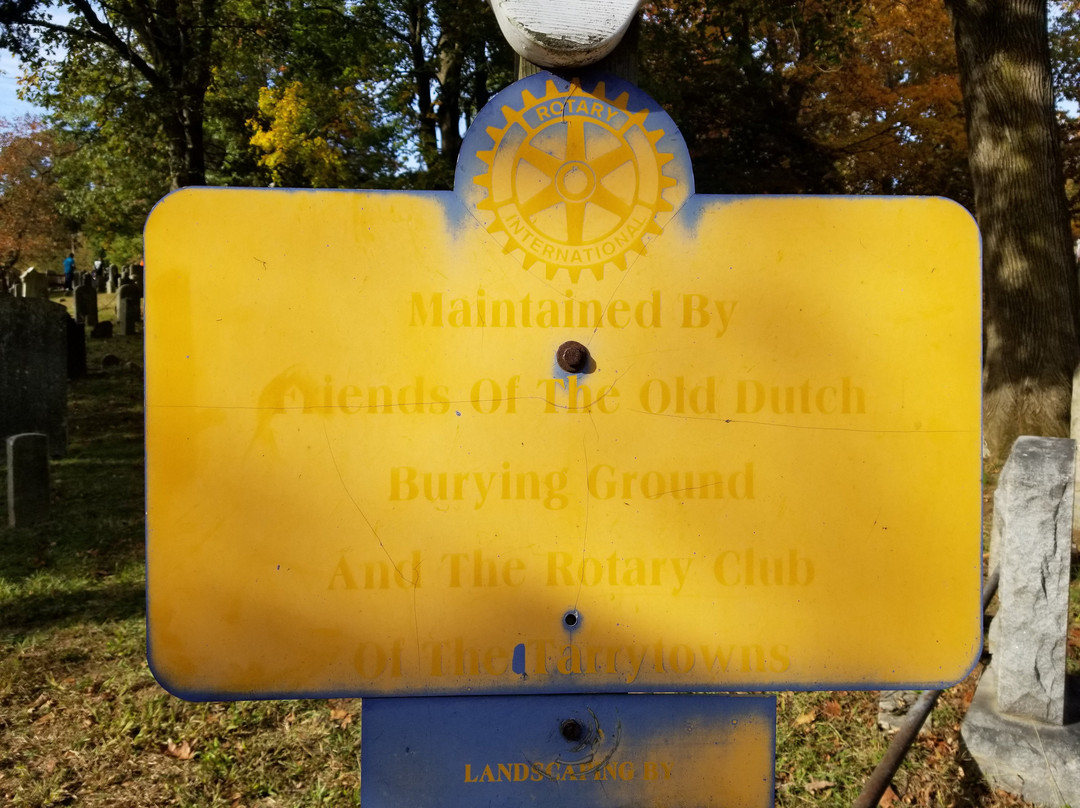 ROTARY
INTERNATIONAL
Maintained By
Friends Of The Old Dutch
Burying Ground
And The Rotary Club
Of The Tarrytowns
LANDSCAPING BY